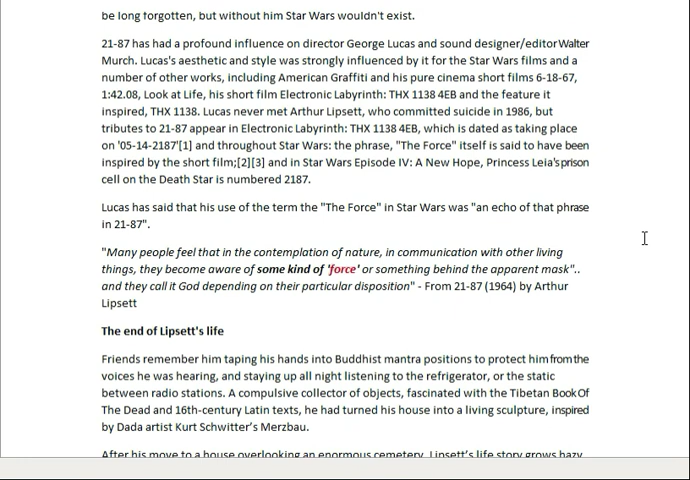 be long forgotten, but without him Star Wars wouldn't exist.
21-87 has had a profound influence on director George Lucas and sound designer/editor Walter
Murch. Lucas's aesthetic and style was strongly influenced by it for the Star Wars films and a
number of other works, including American Graffiti and his pure cinema short films 6-18-67,
1:42.08, Look at Life, his short film Electronic Labyrinth: THX 1138 4EB and the feature it
inspired, THX 1138. Lucas never met Arthur Lipsett, who committed suicide in 1986, but
tributes to 21-87 appear in Electronic Labyrinth: THX 1138 4EB, which is dated as taking place
on '05-14-2187'[1] and throughout Star Wars: the phrase, "The Force" itself is said to have been
inspired by the short film;[2][3] and in Star Wars Episode IV: A New Hope, Princess Leia's prison
cell on the Death Star is numbered 2187.
Lucas has said that his use of the term the "The Force" in Star Wars was "an echo of that phrase
in 21-87".
"Many people feel that in the contemplation of nature, in communication with other living
things, they become aware of some kind of 'force' or something behind the apparent mask"..
and they call it God depending on their particular disposition" - From 21-87 (1964) by Arthur
Lipsett
The end of Lipsett's life
Friends remember him taping his hands into Buddhist mantra positions to protect him from the
voices he was hearing, and staying up all night listening to the refrigerator, or the static
between radio stations. A compulsive collector of objects, fascinated with the Tibetan Book Of
The Dead and 16th-century Latin texts, he had turned his house into a living sculpture, inspired
by Dada artist Kurt Schwitter's Merzbau.
After his move to a house overlooking an enormous cemetery, Lipsett's life story grows hazy